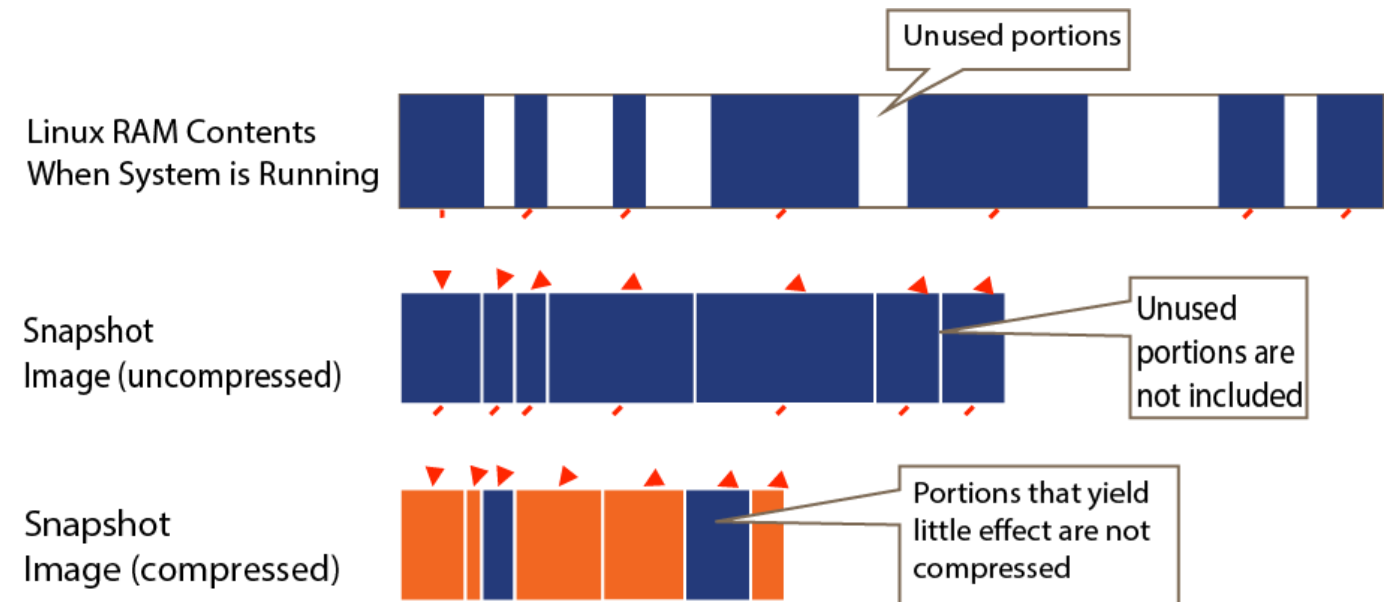 Unused portions
Linux RAM Contents
When System is Running
Snapshot
Image (uncompressed)
Unused
portions are
not included
Snapshot
Image (compressed)
Portions that yield
little effect are not
compressed